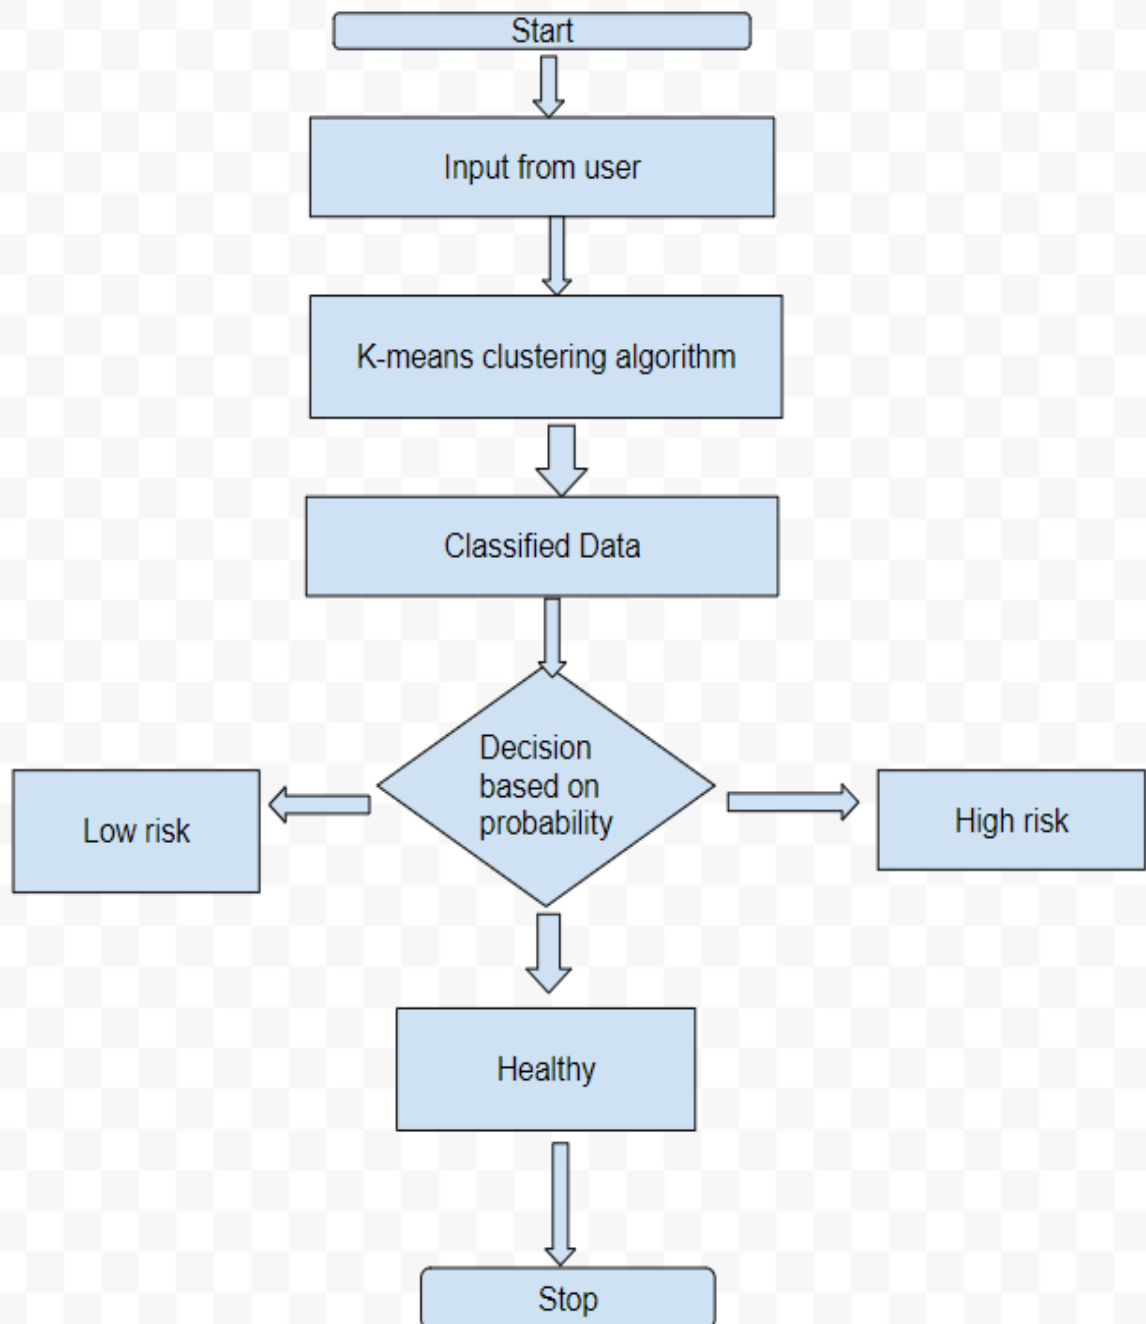 Start
Input from user
K-means clustering algorithm
Classified Data
Decision
based on
probability
Low risk
High risk
Healthy
Stop